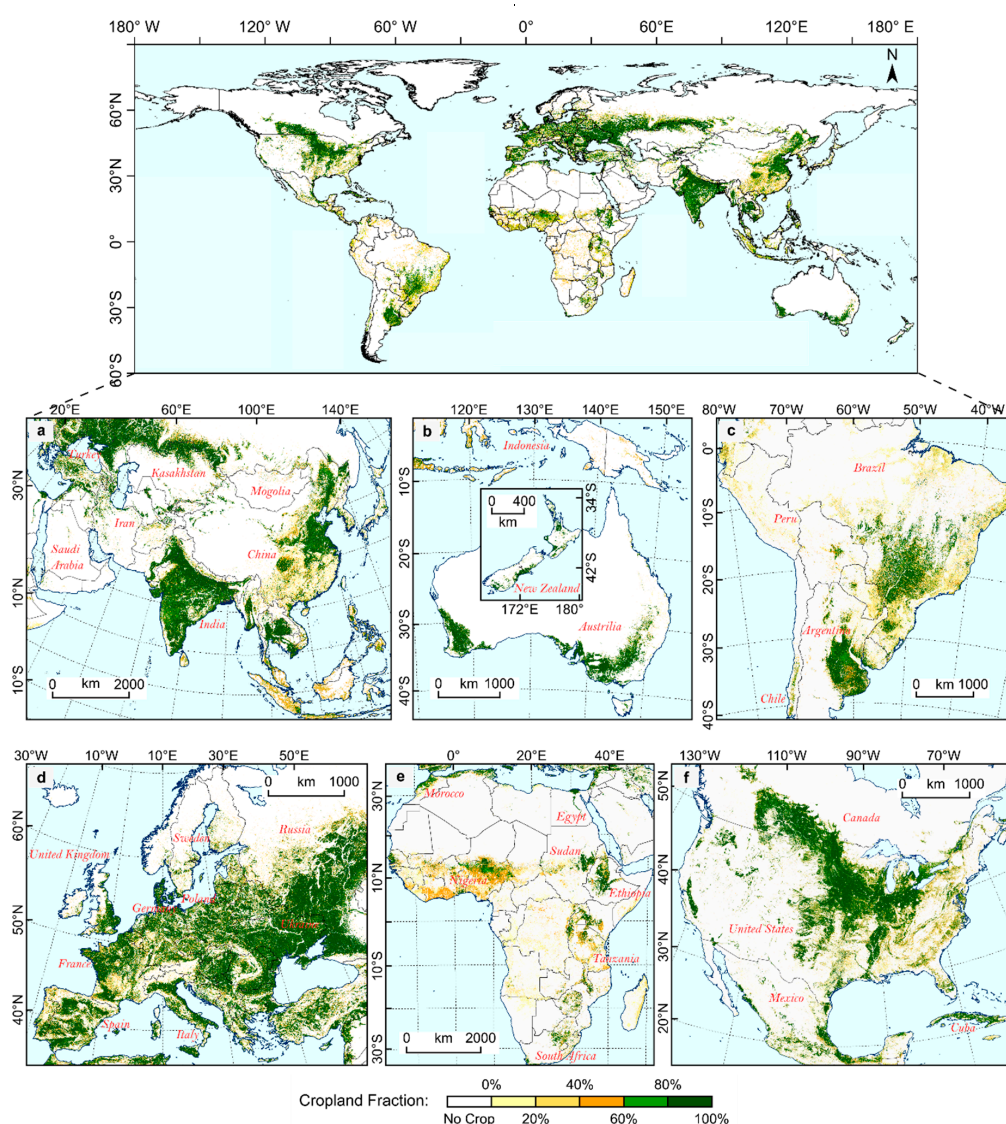 180° W 120° W 60° W 0° 60° E 120° E 180° E
N
60°N
30°N
0°
30°S
60°S
20°E 60°E 100°E 140°E
a
Turkey
Kasakhstan
Mogolia
Iran
China
Saudi
Arabia
India
30°N
10°N
10°S
0 km 2000
120°E 130°E 140°E 150°E
b
Indonesia
10°S
20°S
30°S
40°S
0 400
km
34°S
42°S
New Zealand
172°E 180°E
Austrilia
0 km 1000
80°W 70°W 60°W 50°W 40°W
c
0°
Brazil
10°S
Peru
20°S
Argentina
30°S
Chile
40°S
0 km 1000
30°W 10°W 10°E 30°E 50°E
d
0 km 1000
60°N
Sweden
Russia
United Kingdom
Germany
Poland
50°N
Ukraine
France
40°N
Spain
Italy
0° 20°E 40°E
e
30°N
Morocco
Egypt
Sudan
10°N
Nigeria
Ethiopia
10°S
Tanzania
0 km 2000
30°S
South Africa
130°W 110°W 90°W 70°W
f
0 km 1000
50°N
Canada
40°N
United States
30°N
Mexico
20°N
Cuba
0% 40% 80%
Cropland Fraction:
No Crop 20% 60% 100%